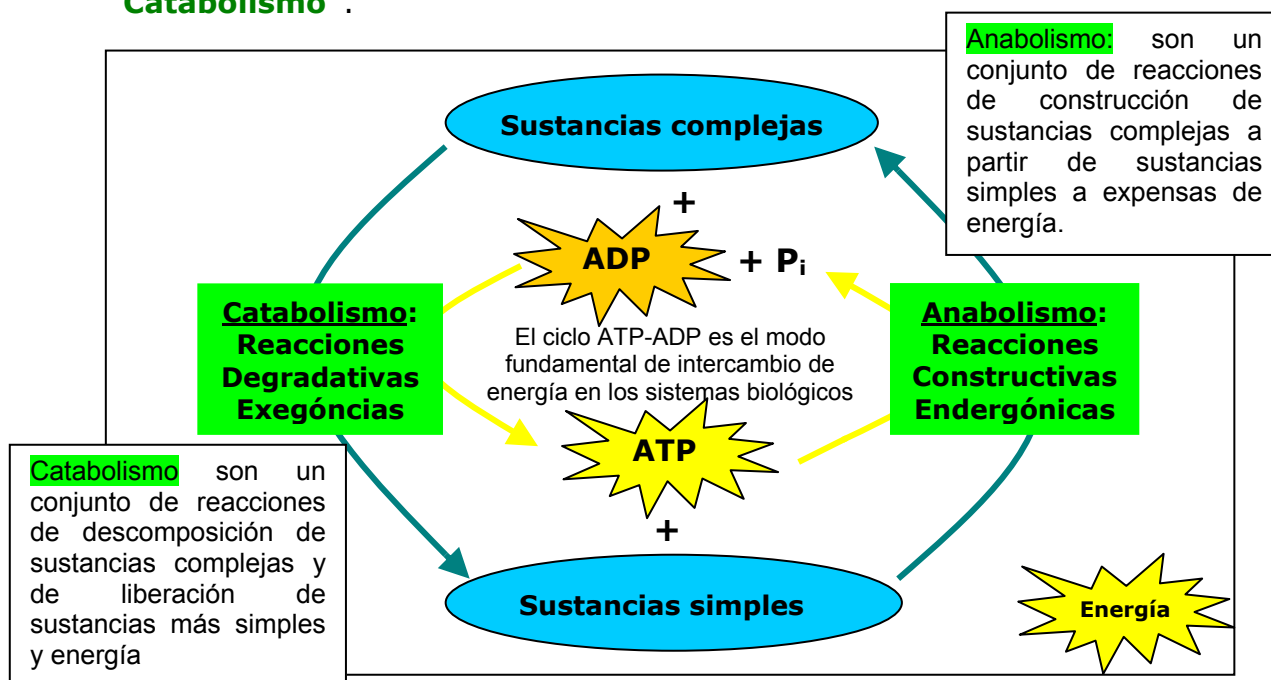 Catabolismo".
Anabolismo: son un
conjunto de reacciones
de construcción de
sustancias complejas a
partir de sustancias
simples a expensas de
energía.
Sustancias complejas
+
ADP + Pi
Catabolismo:
Reacciones
Degradativas
Exegóncias
El ciclo ATP-ADP es el modo
fundamental de intercambio de
energía en los sistemas biológicos
Anabolismo:
Reacciones
Constructivas
Endergónicas
ATP
+
Catabolismo son un
conjunto de reacciones
de descomposición de
sustancias complejas y
de liberación de
sustancias más simples
y energía
Sustancias simples
Energía